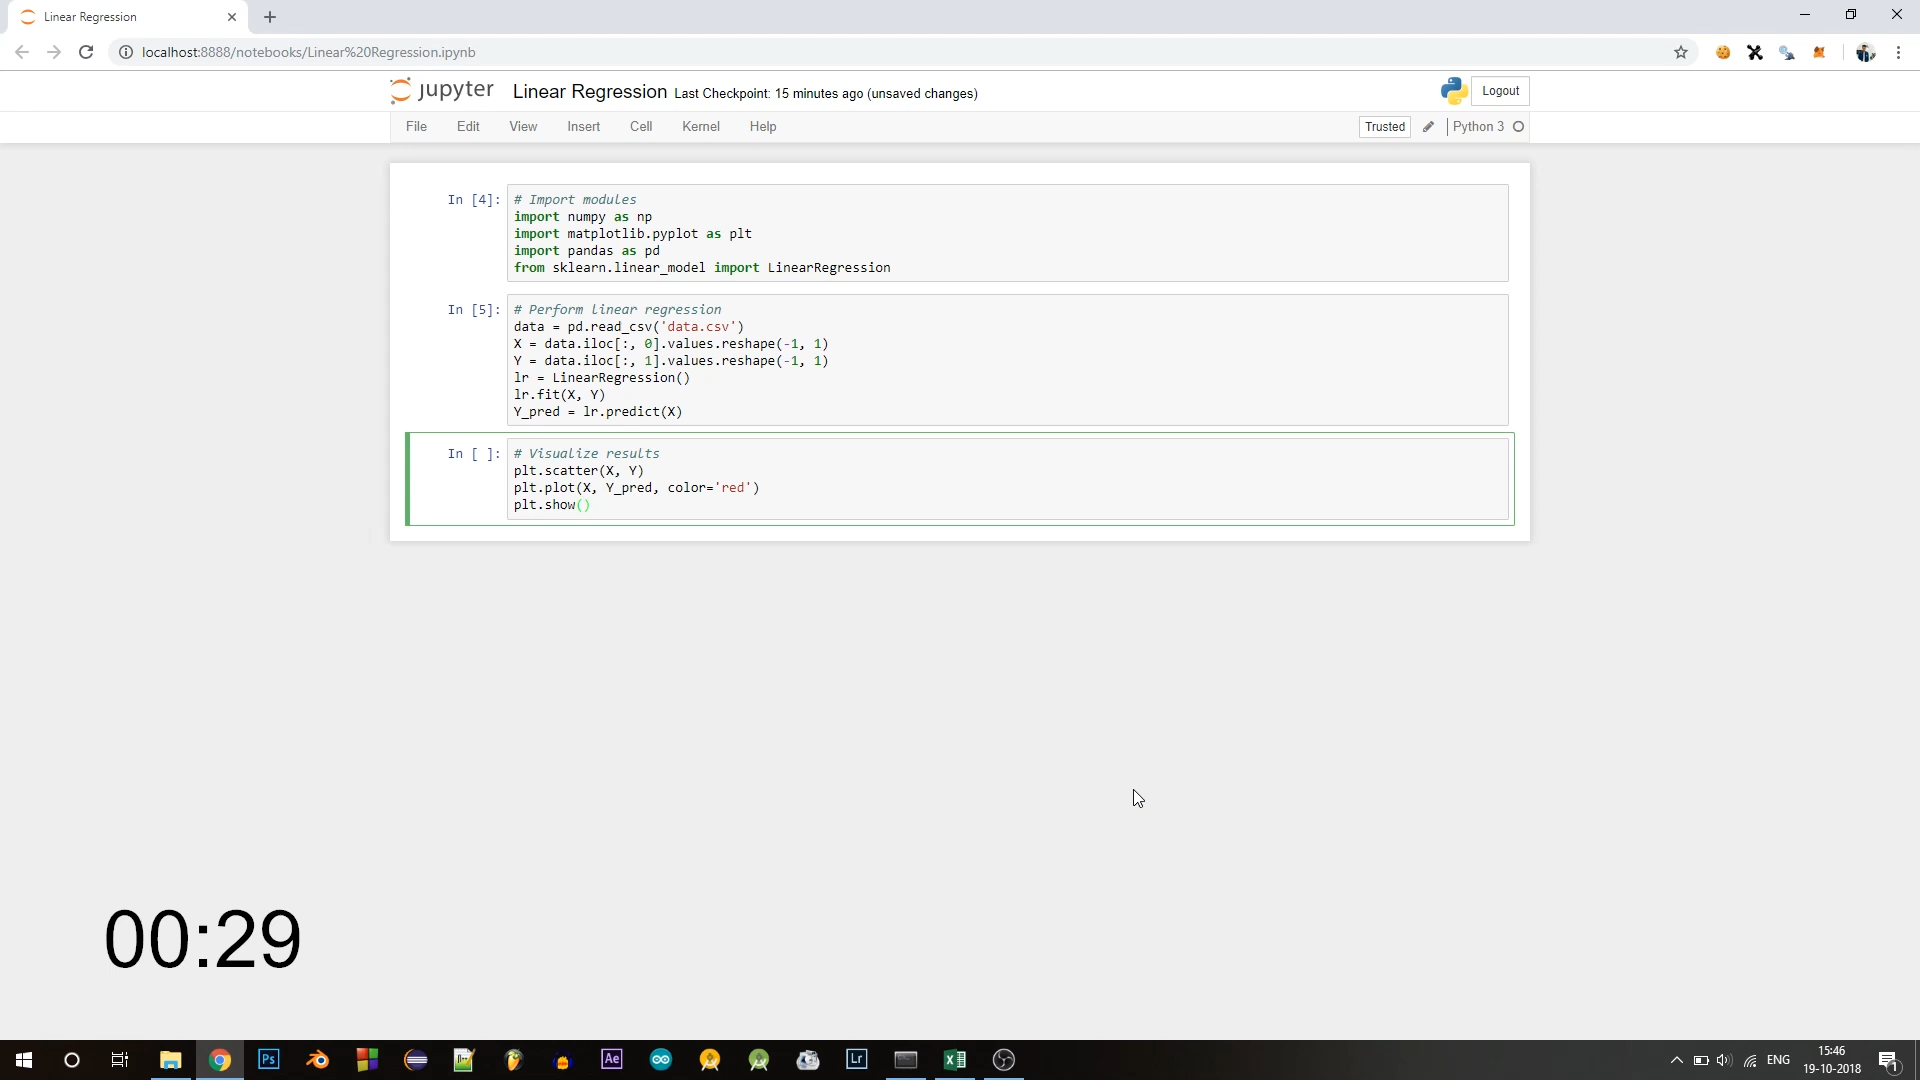 Linear Regression
localhost:8888/notebooks/Linear%20Regression.ipynb
jupyter Linear Regression Last Checkpoint: 15 minutes ago (unsaved changes) Logout
File Edit View Insert Cell Kernel Help Trusted Python 3
In [4]: # Import modules
import numpy as np
import matplotlib.pyplot as plt
import pandas as pd
from sklearn.linear_model import LinearRegression
In [5]: # Perform linear regression
data = pd.read_csv('data.csv')
X = data.iloc[:, 0].values.reshape(-1, 1)
Y = data.iloc[:, 1].values.reshape(-1, 1)
lr = LinearRegression()
lr.fit(X, Y)
Y_pred = lr.predict(X)
In [ ]: # Visualize results
plt.scatter(X, Y)
plt.plot(X, Y_pred, color='red')
plt.show()
00:29
Ps Ae Lr ENG 15:46
19-10-2018 1